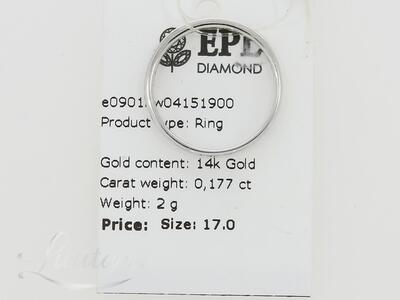 EPL
DIAMOND
Product type: Ring
Gold content: 14k Gold
Carat weight: 0,177 ct
Weight: 2 g
Price: Size: 17.0